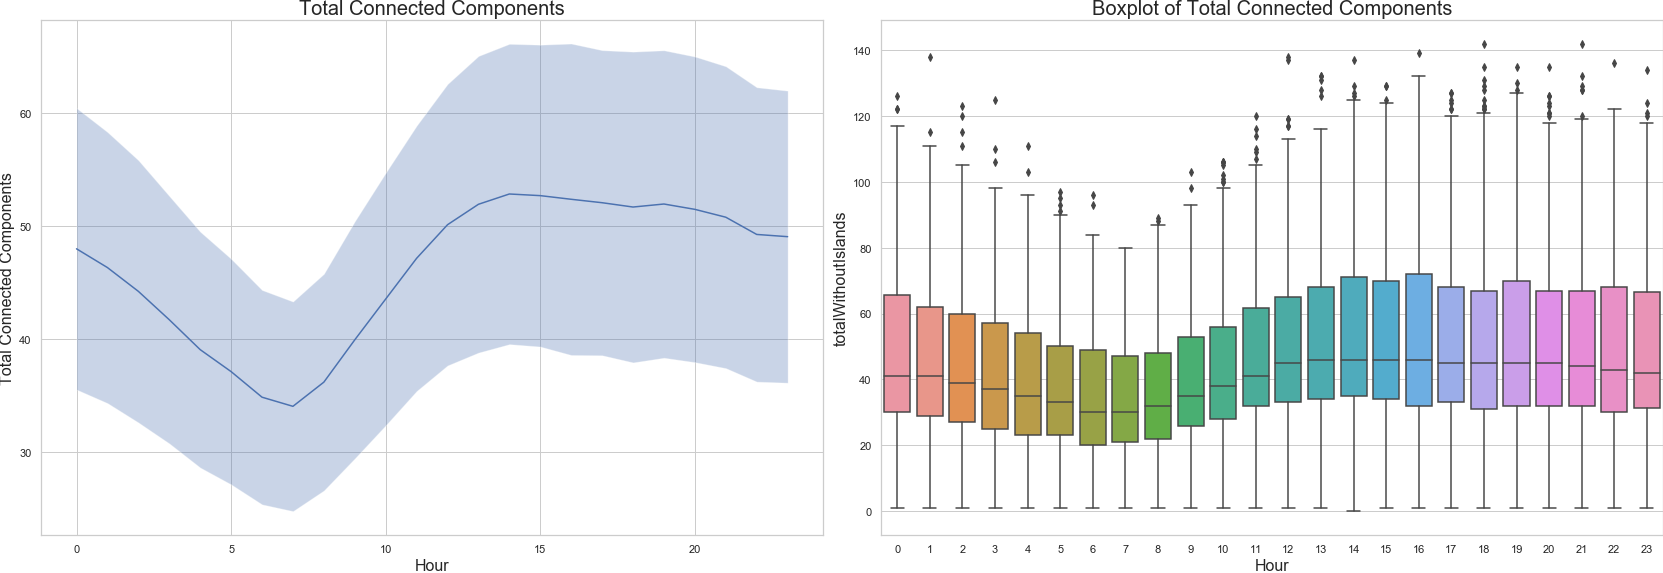 Total Connected Components
Total Connected Components
60
50
40
30
0 5 10 15 20
Hour
Boxplot of Total Connected Components
totalWithoutIslands
140
120
100
80
60
40
20
0
0 1 2 3 4 5 6 7 8 9 10 11 12 13 14 15 16 17 18 19 20 21 22 23
Hour